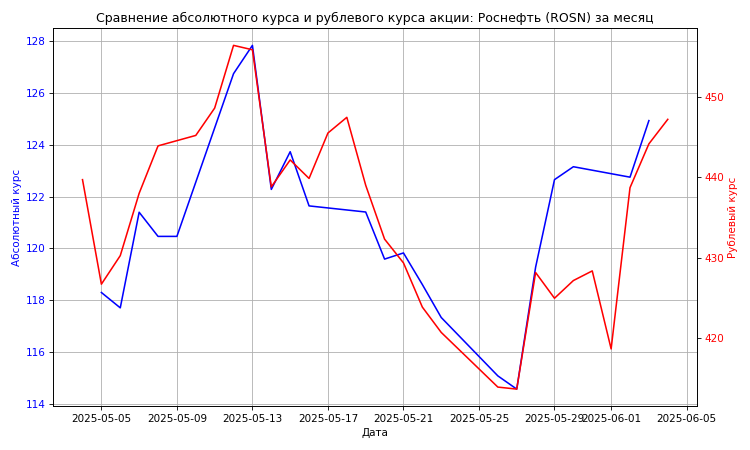 Сравнение абсолютного курса и рублевого курса акции: Роснефть (ROSN) за месяц
128
126
124
122
120
118
116
114
Абсолютный курс
450
440
430
420
Рублевый курс
2025-05-05 2025-05-09 2025-05-13 2025-05-17 2025-05-21 2025-05-25 2025-05-29 2025-06-01 2025-06-05
Дата